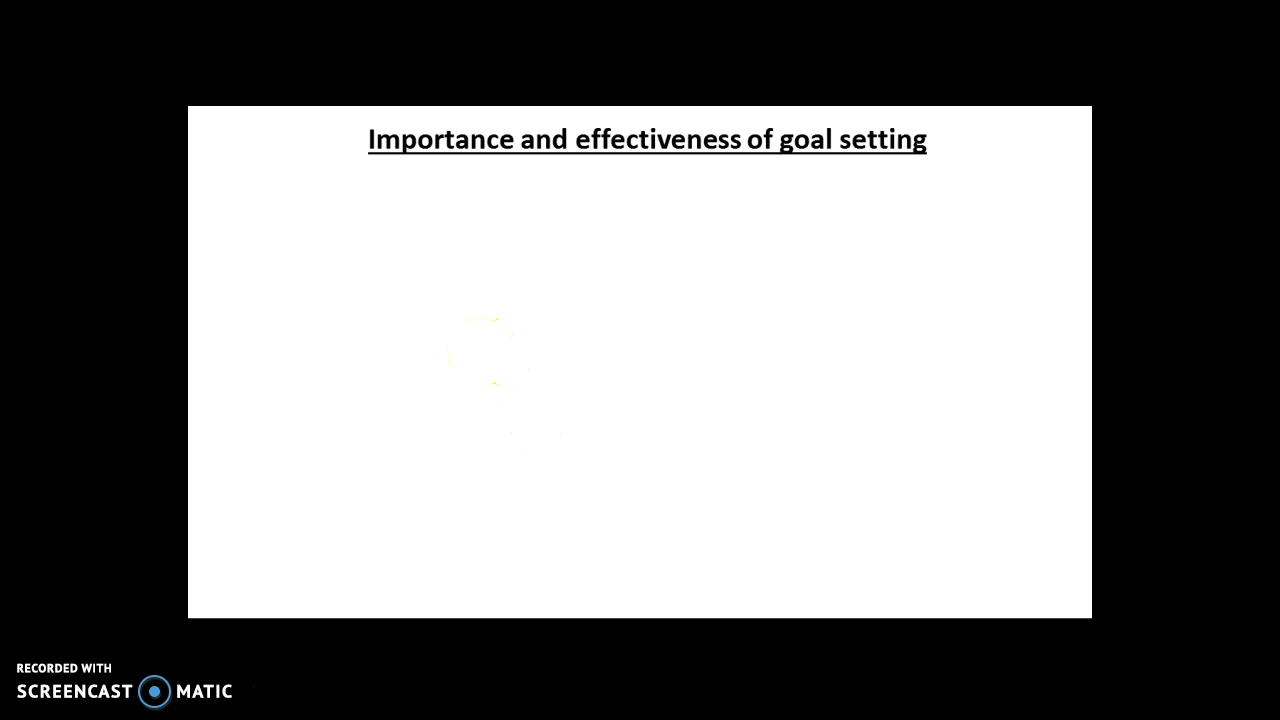 Importance and effectiveness of goal setting
RECORDED WITH
SCREENCAST MATIC